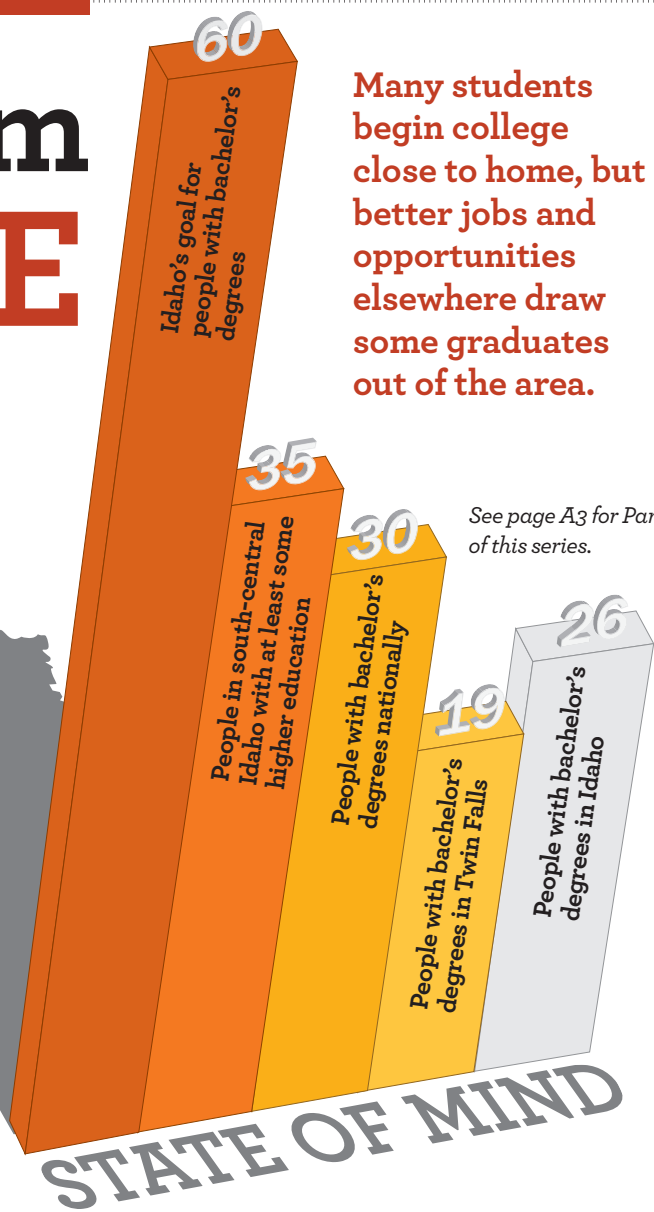 m
E
Many students
begin college
close to home, but
better jobs and
opportunities
elsewhere draw
some graduates
out of the area.
See page A3 for Par
of this series.
60
Idaho's goal for
people with bachelor's
degrees
35
People in south-central
Idaho with at least some
higher education
30
People with bachelor's
degrees nationally
19
People with bachelor's
degrees in Twin Falls
26
People with bachelor's
degrees in Idaho
STATE OF MIND